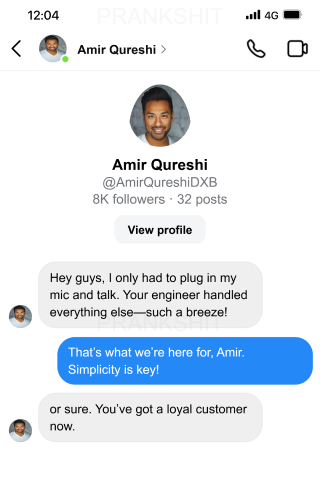 PRANKSHIT
12:04
4G
Amir Qureshi
Amir Qureshi
@AmirQureshiDXB
8K followers · 32 posts
View profile
Hey guys, I only had to plug in my
mic and talk. Your engineer handled
everything else—such a breeze!
PRANKSHIT
That's what we're here for, Amir.
Simplicity is key!
or sure. You've got a loyal customer
now.